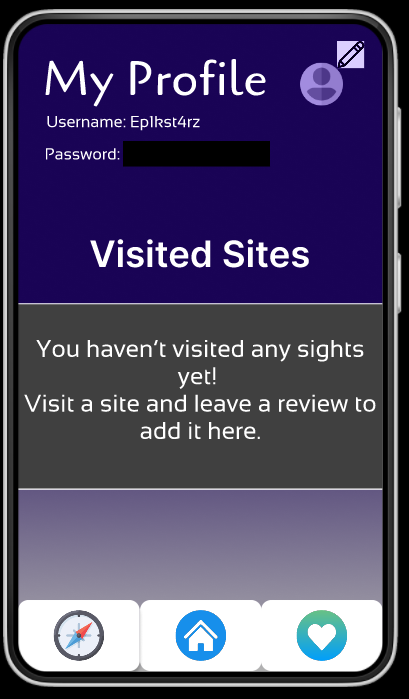 My Profile
Username: Ep1kst4rz
Password:
Visited Sites
You haven't visited any sights
yet!
Visit a site and leave a review to
add it here.